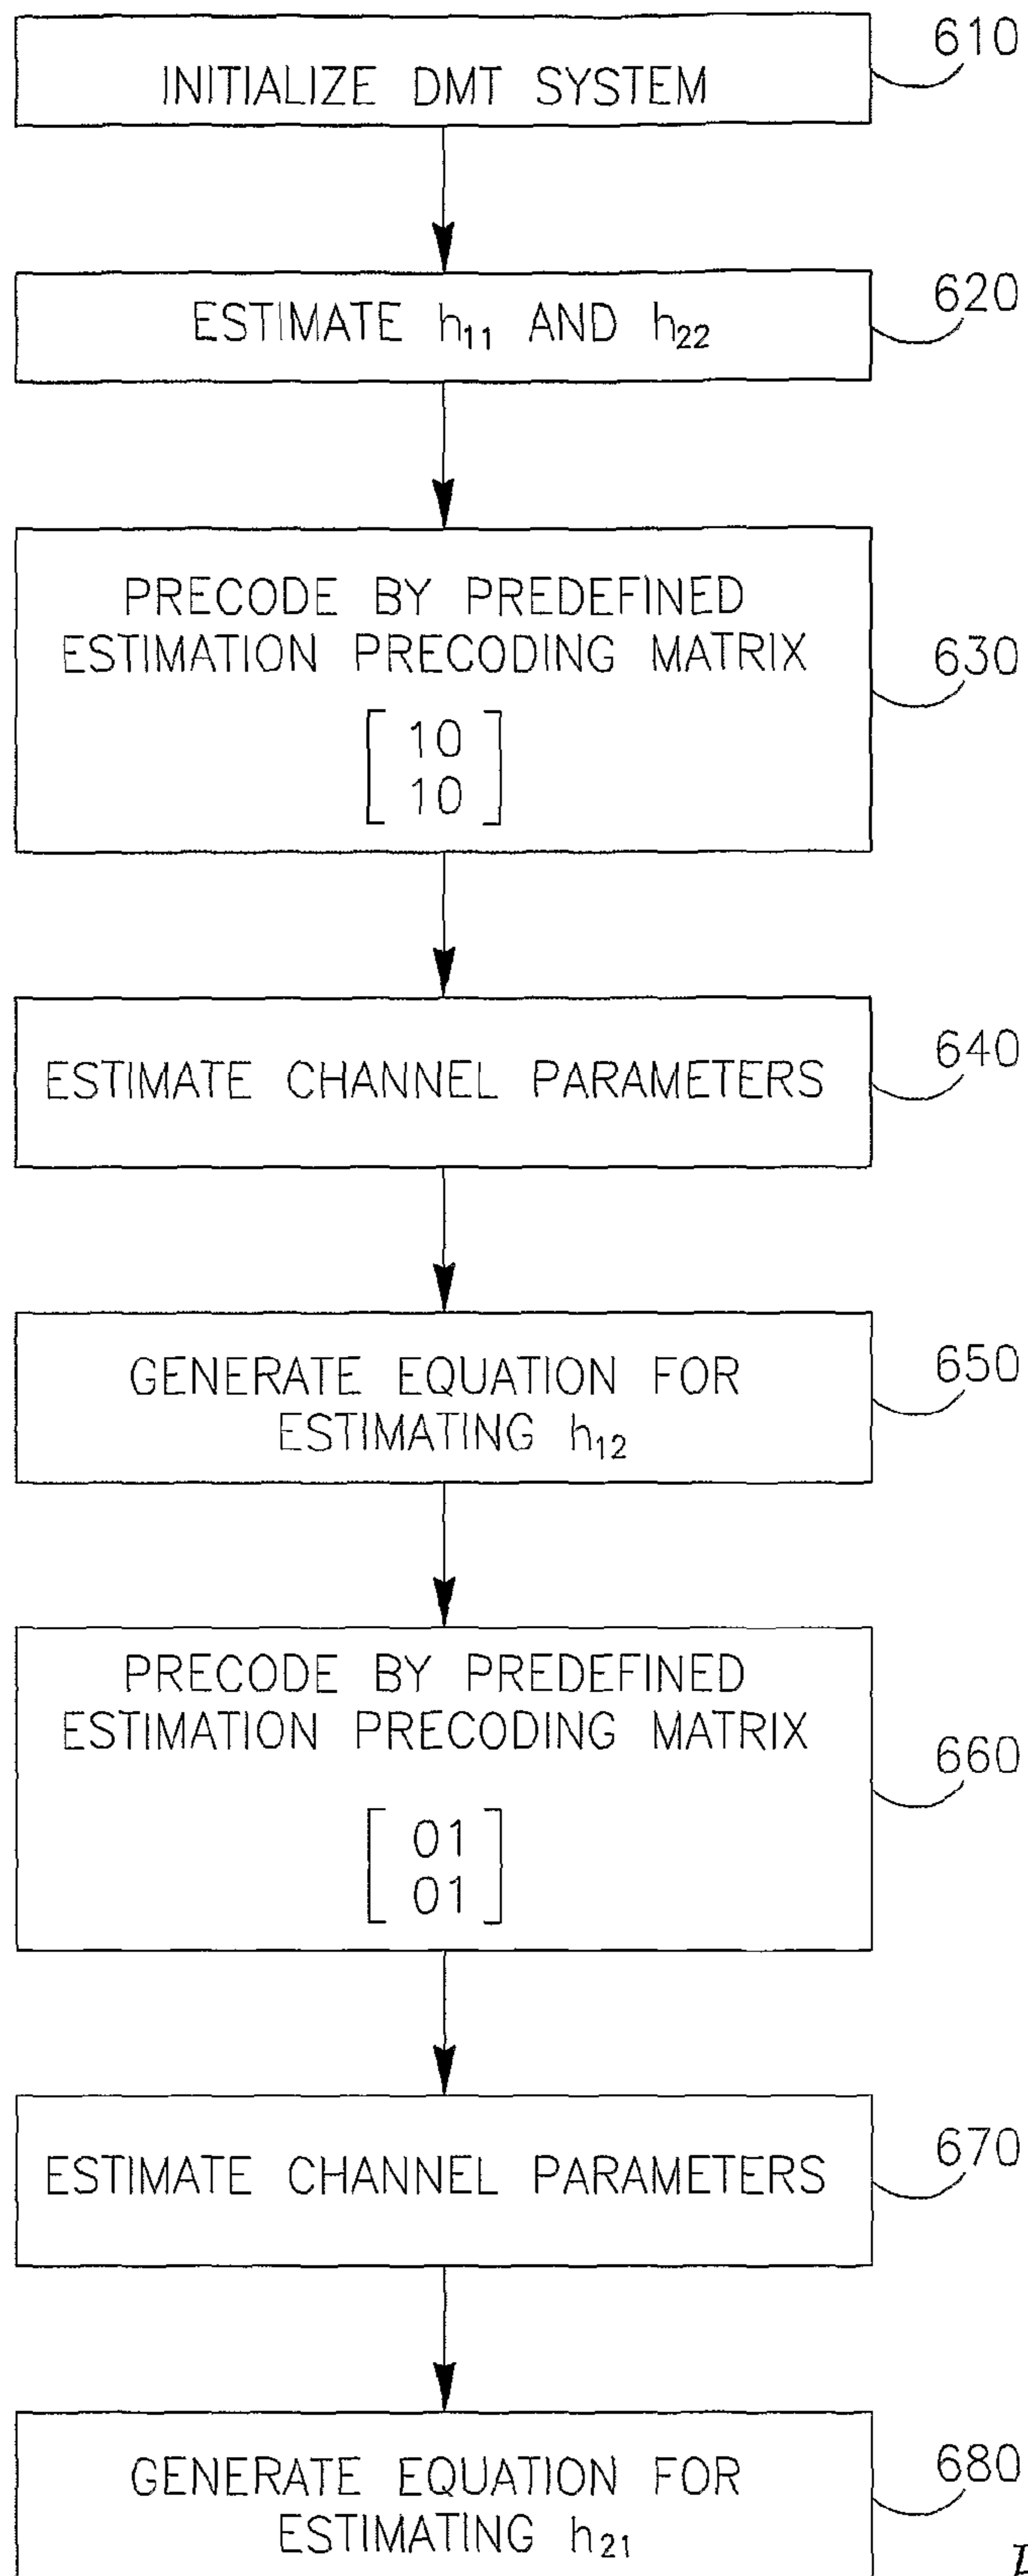 INITIALIZE DMT SYSTEM
610
ESTIMATE h₁₁ AND h₂₂
620
PRECODE BY PREDEFINED
ESTIMATION PRECODING MATRIX
[ 10 ]
[ 10 ]
630
ESTIMATE CHANNEL PARAMETERS
640
GENERATE EQUATION FOR
ESTIMATING h₁₂
650
PRECODE BY PREDEFINED
ESTIMATION PRECODING MATRIX
[ 01 ]
[ 01 ]
660
ESTIMATE CHANNEL PARAMETERS
670
GENERATE EQUATION FOR
ESTIMATING h₂₁
680